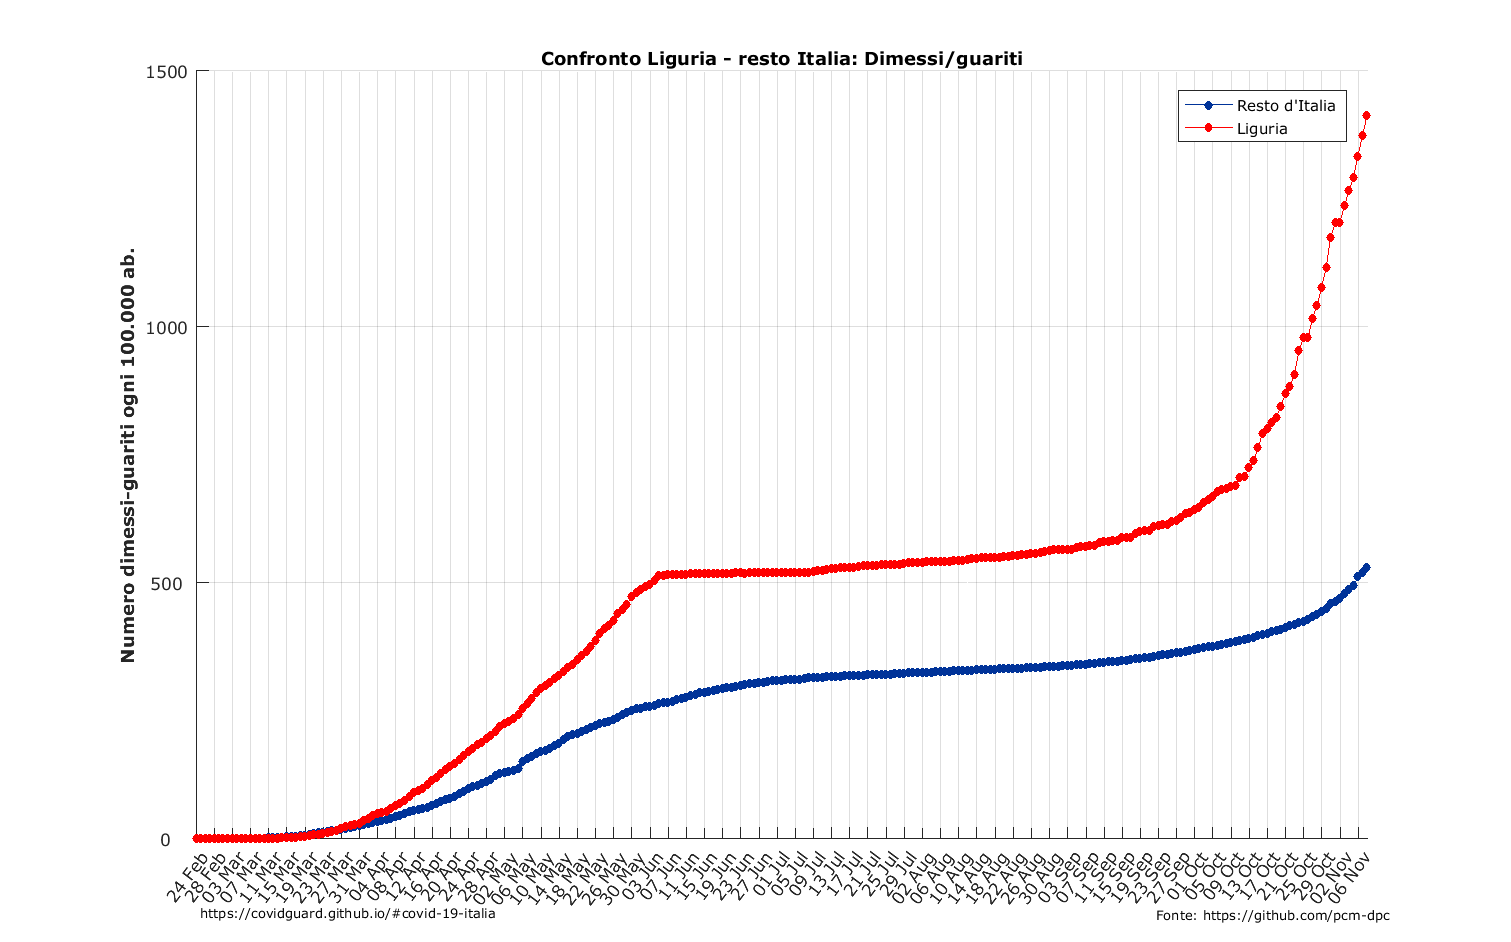 Confronto Liguria - resto Italia: Dimessi/guariti
Numero dimessi-guariti ogni 100.000 ab.
1500
1000
500
0
Resto d'Italia
Liguria
24 Feb
28 Feb
03 Mar
07 Mar
11 Mar
15 Mar
19 Mar
23 Mar
27 Mar
31 Mar
04 Apr
08 Apr
12 Apr
16 Apr
20 Apr
24 Apr
28 Apr
02 May
06 May
10 May
14 May
18 May
22 May
26 May
30 May
03 Jun
07 Jun
11 Jun
15 Jun
19 Jun
23 Jun
27 Jun
01 Jul
05 Jul
09 Jul
13 Jul
17 Jul
21 Jul
25 Jul
29 Jul
02 Aug
06 Aug
10 Aug
14 Aug
18 Aug
22 Aug
26 Aug
30 Aug
03 Sep
07 Sep
11 Sep
15 Sep
19 Sep
23 Sep
27 Sep
01 Oct
05 Oct
09 Oct
13 Oct
17 Oct
21 Oct
25 Oct
29 Oct
02 Nov
06 Nov
https://covidguard.github.io/#covid-19-italia
Fonte: https://github.com/pcm-dpc